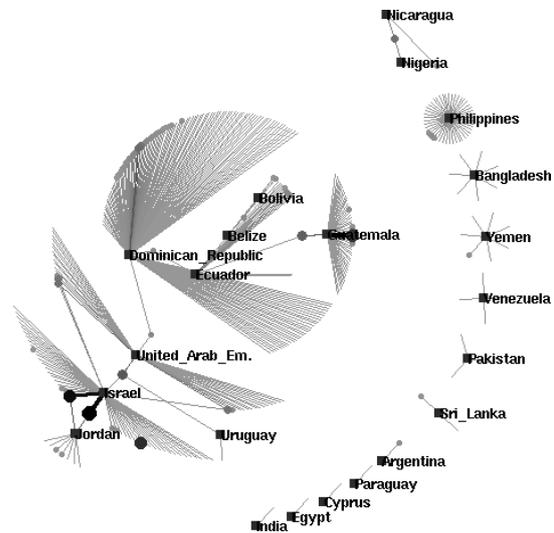 Nicaragua
Nigeria
Philippines
Bangladesh
Bolivia
Belize
Guatemala
Yemen
Dominican_Republic
Ecuador
Venezuela
United_Arab_Em.
Pakistan
Israel
Sri_Lanka
Jordan
Uruguay
Argentina
Paraguay
Cyprus
Egypt
India